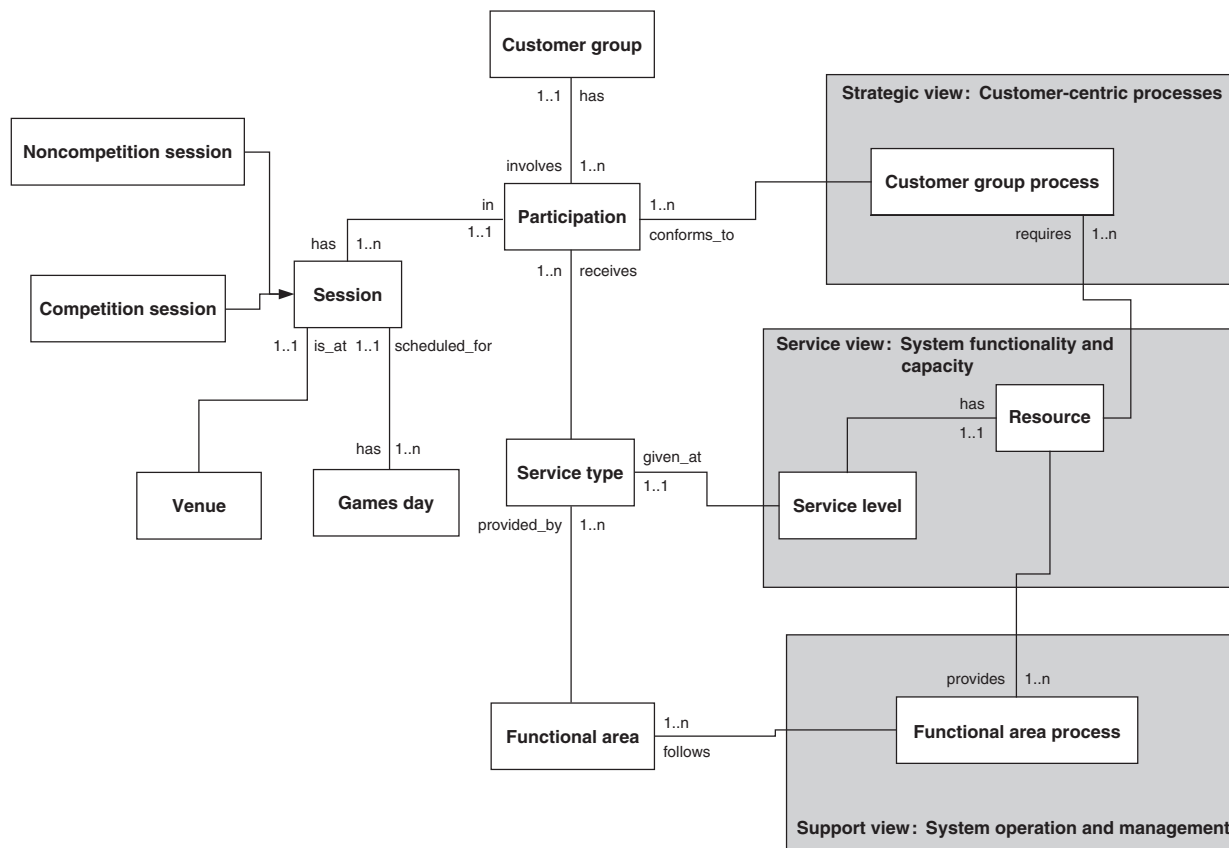 Customer group
1..1 has
Strategic view: Customer-centric processes
Noncompetition session
involves 1..n
Customer group process
in
1..n
Participation
1..1
conforms_to
requires 1..n
has 1..n
1..n receives
Competition session
Session
1..1 is_at 1..1 scheduled_for
Service view: System functionality and
capacity
has
Resource
1..1
has 1..n
given_at
Service type
1..1
Venue
Games day
Service level
provided_by 1..n
provides 1..n
1..n
Functional area
Functional area process
follows
Support view: System operation and management